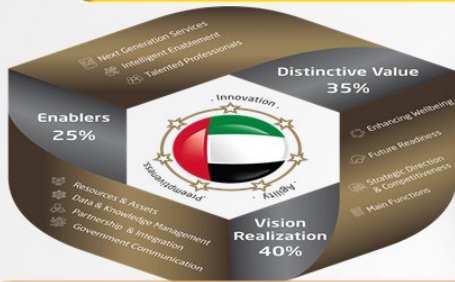 Next Generation Services
Intelligent Enablement
Talented Professionals
Distinctive Value
35%
Enhancing Wellbeing
Future Readiness
Strategic Direction
& Competitiveness
Main Functions
Enablers
25%
Resources & Assets
Data & Knowledge Management
Partnership & Integration
Government Communication
Vision
Realization
40%
. Innovation .
Agility .
Preemptiveness